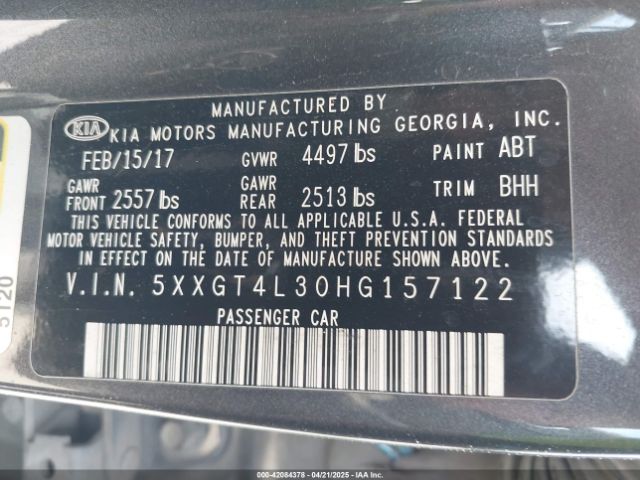 MANUFACTURED BY
KIA KIA MOTORS MANUFACTURING GEORGIA, INC.
FEB/15/17 GVWR 4497 lbs PAINT ABT
GAWR FRONT 2557 lbs GAWR REAR 2513 lbs TRIM BHH
THIS VEHICLE CONFORMS TO ALL APPLICABLE U.S.A. FEDERAL
MOTOR VEHICLE SAFETY, BUMPER, AND THEFT PREVENTION STANDARDS
IN EFFECT ON THE DATE OF MANUFACTURE SHOWN ABOVE.
V.I.N. 5XXGT4L30HG157122
PASSENGER CAR
5120
000-42084378 - 04/21/2025 - IAA Inc.